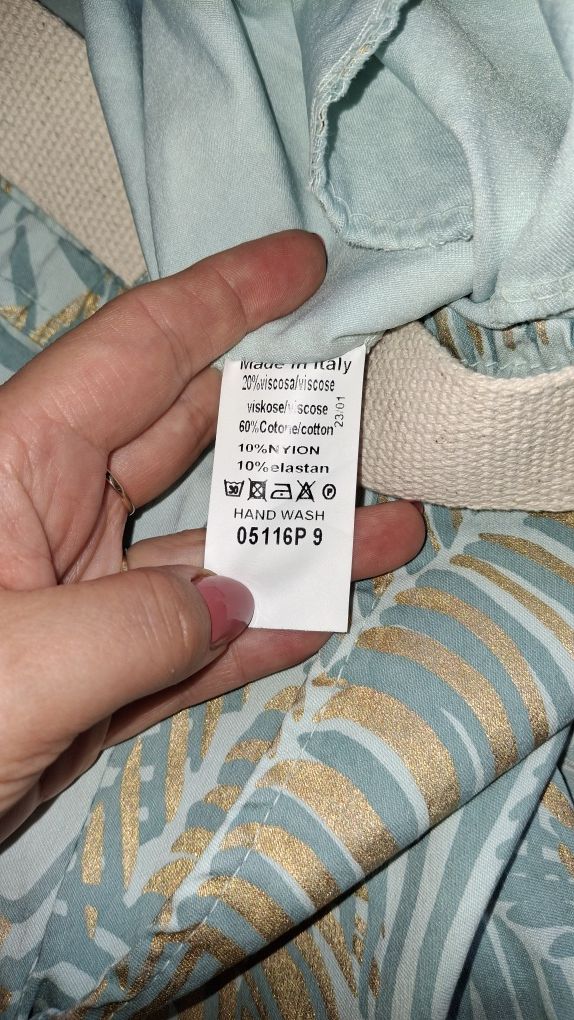 Made in Italy
20%viscosa/viscose
viskose/viscose
60%Cotone/cotton
23/01
10%NYION
10%elastan
30 P
HAND WASH
05116P 9